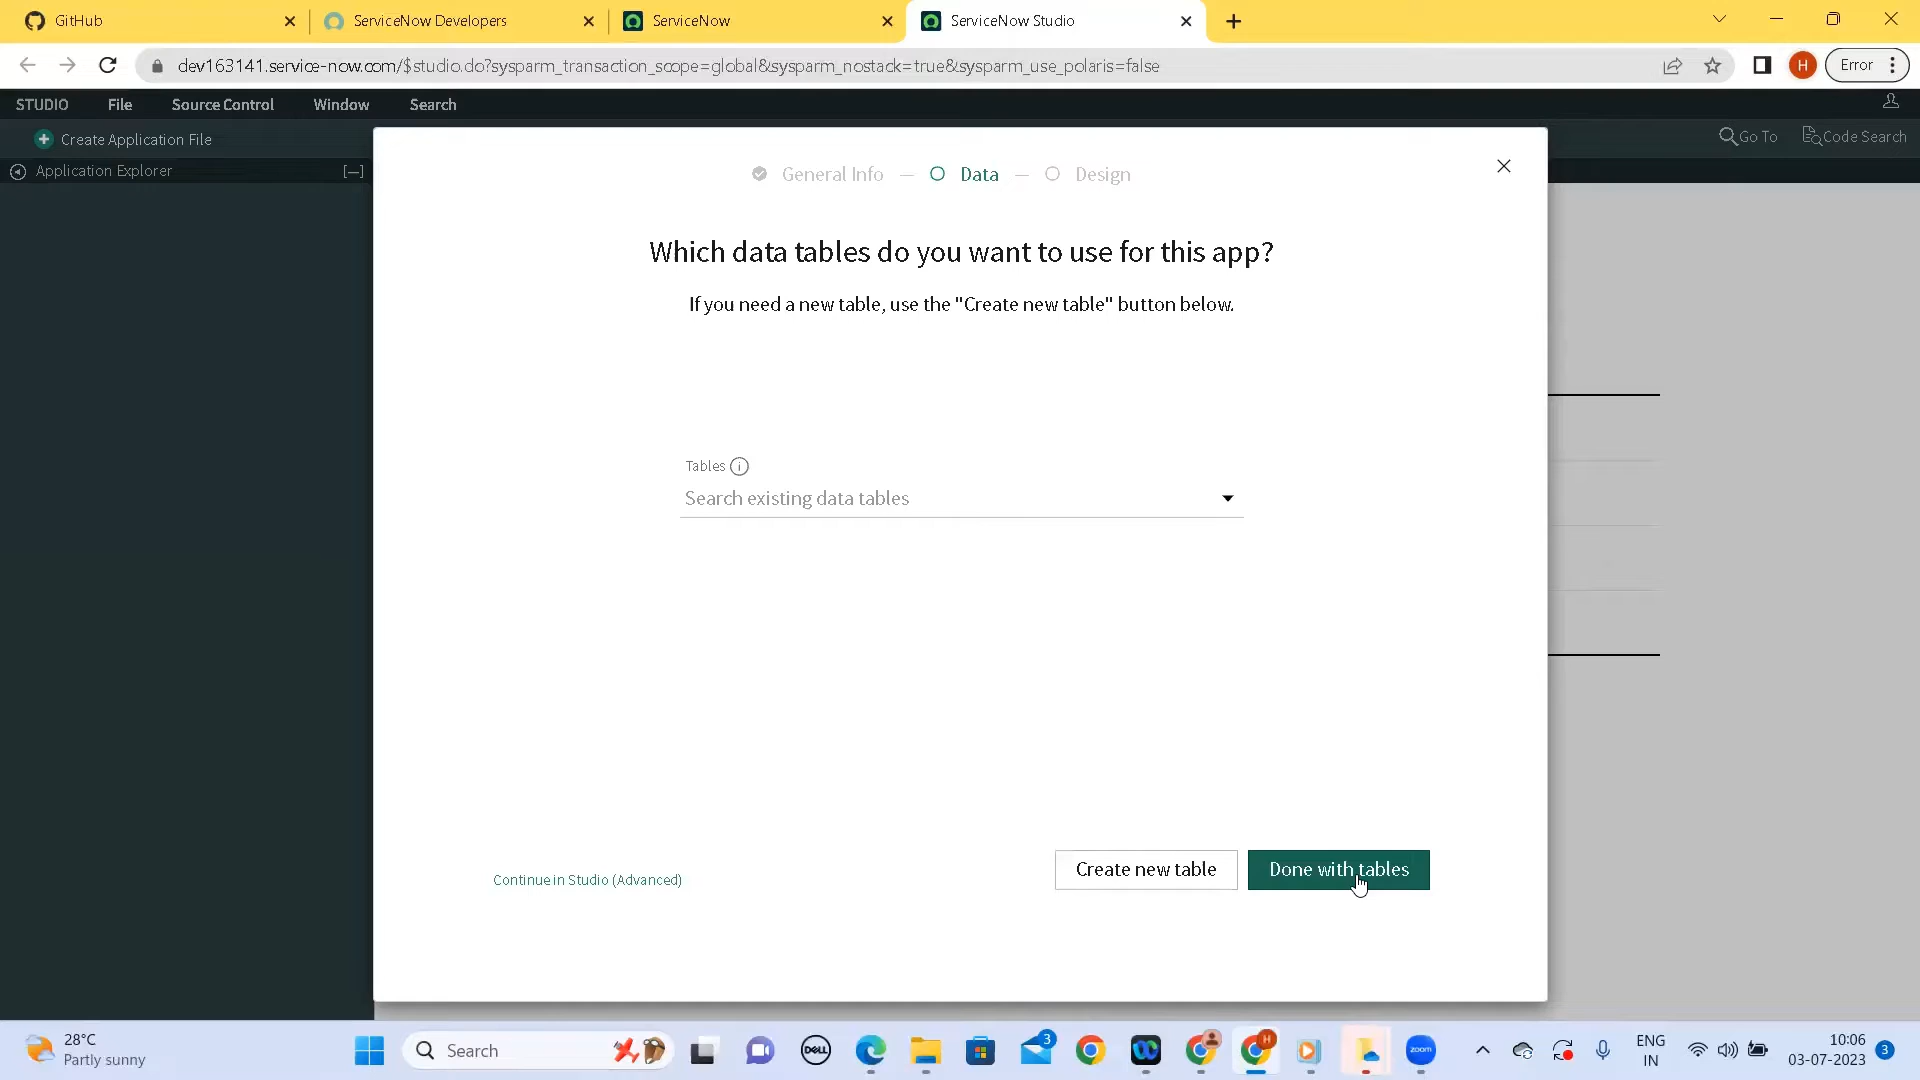 GitHub
ServiceNow Developers
ServiceNow
ServiceNow Studio
dev163141.service-now.com/$studio.do?sysparm_transaction_scope=global&sysparm_nostack=true&sysparm_use_polaris=false
H
Error
STUDIO File Source Control Window Search
Create Application File
Go To
Code Search
Application Explorer
[—]
General Info — Data — Design
Which data tables do you want to use for this app?
If you need a new table, use the "Create new table" button below.
Tables
Search existing data tables
Continue in Studio (Advanced)
Create new table
Done with tables
28°C
Partly sunny
Search
DELL
3
H
zoom
ENG
IN
10:06
03-07-2023
3